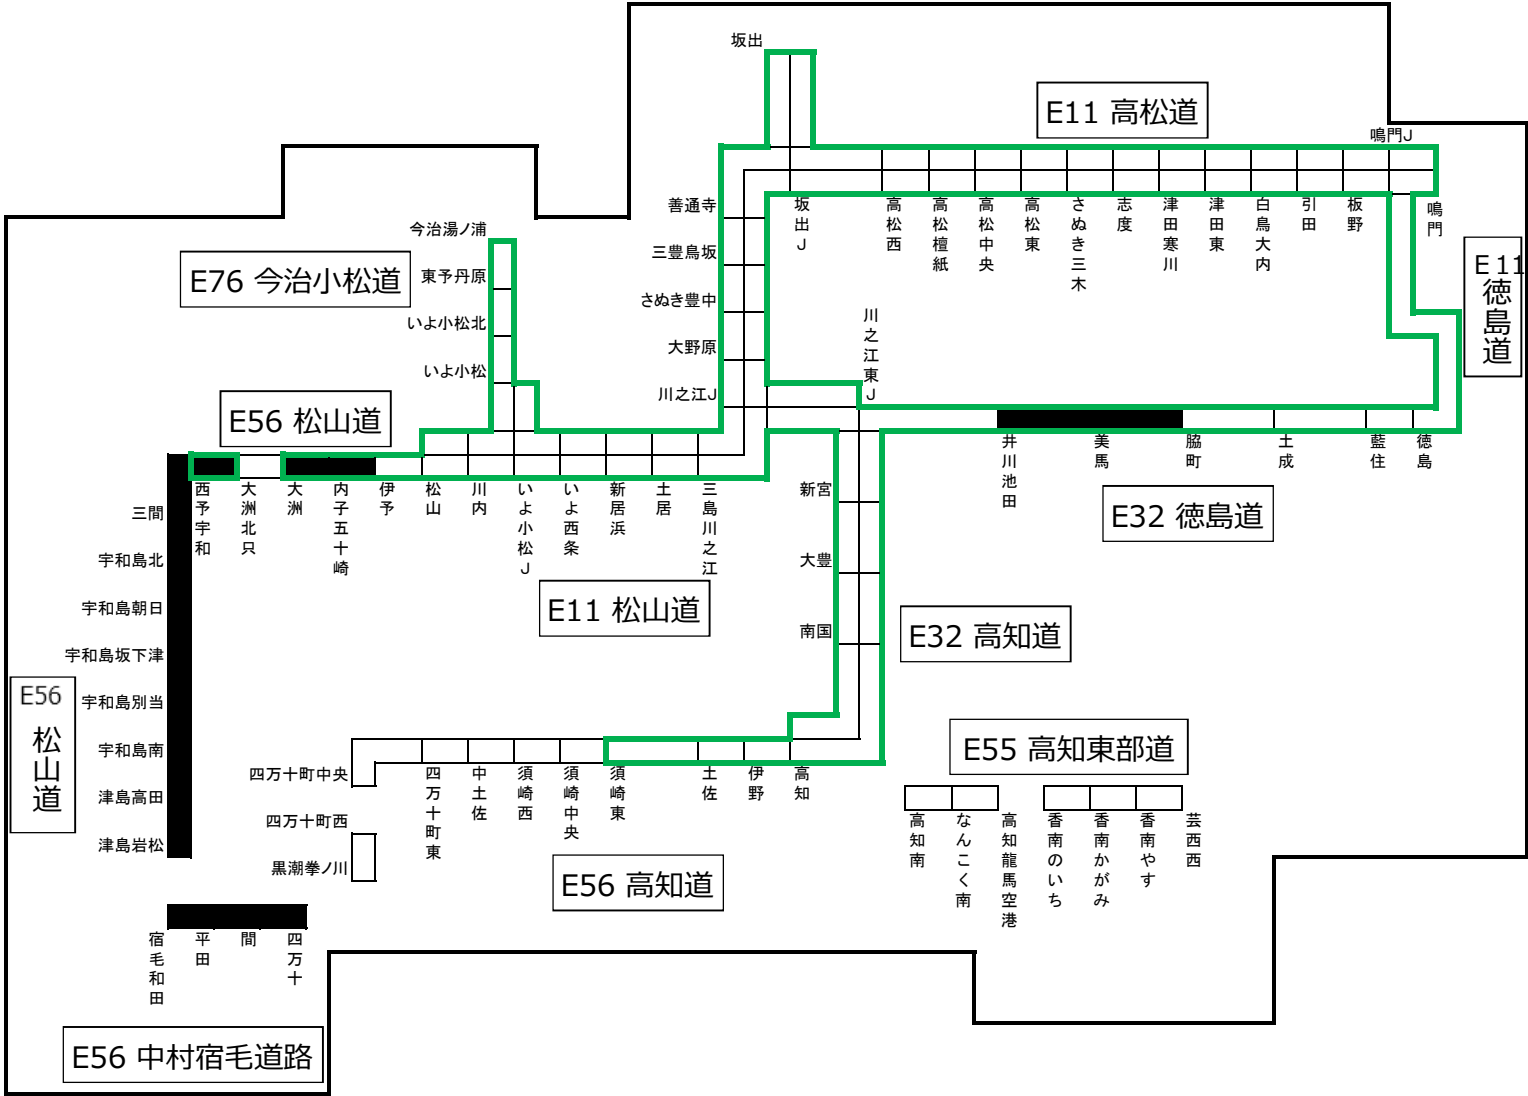 坂出
E11 高松道
鳴門J
善通寺
三豊鳥坂
さぬき豊中
大野原
川之江J
坂出J
高松西
高松檀紙
高松中央
高松東
さぬき三木
志度
津田寒川
津田東
白鳥大内
引田
板野
鳴門
E11
徳島道
今治湯ノ浦
東予丹原
いよ小松北
いよ小松
E76 今治小松道
川之江東J
E56 松山道
井川池田
美馬
脇町
土成
藍住
徳島
E32 徳島道
西予宇和
大洲北只
大洲
内子五十崎
伊予
松山
川内
いよ小松J
いよ西条
新居浜
土居
三島川之江
E11 松山道
新宮
大豊
南国
E32 高知道
三間
宇和島北
宇和島朝日
宇和島坂下津
宇和島別当
宇和島南
津島高田
津島岩松
E56
松山道
四万十町中央
四万十町西
黒潮拳ノ川
四万十町東
中土佐
須崎西
須崎中央
須崎東
土佐
伊野
高知
E56 高知道
E55 高知東部道
高知南
なんこく南
高知龍馬空港
香南のいち
香南かがみ
香南やす
芸西西
宿毛和田
平田
間
四万十
E56 中村宿毛道路